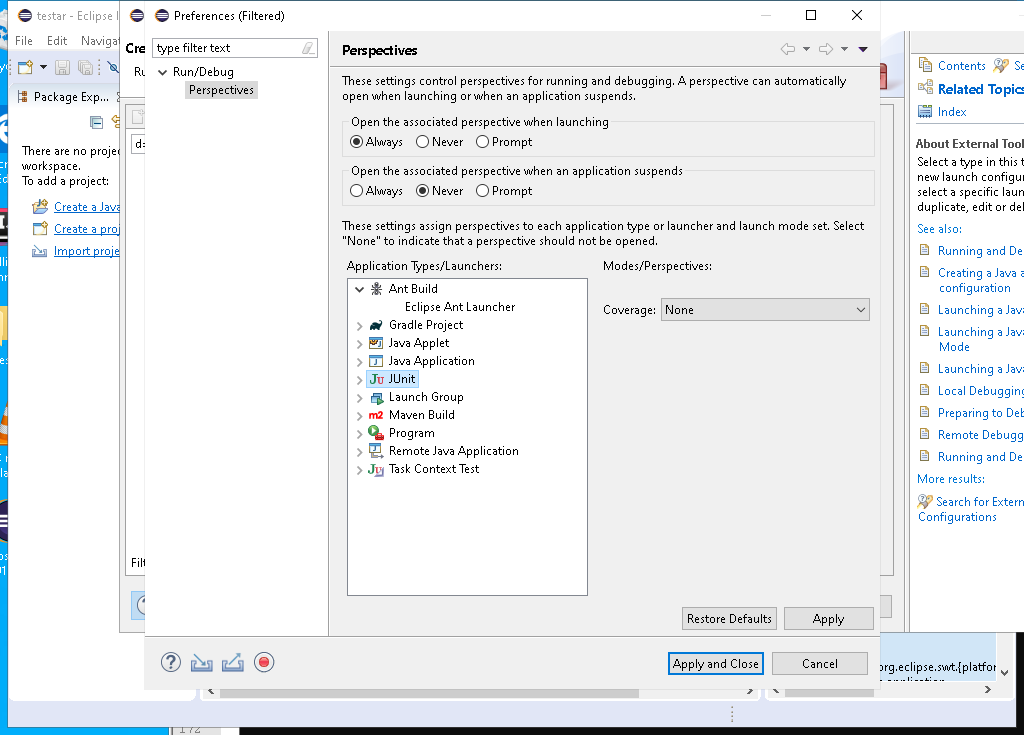 testar - Eclipse I
Preferences (Filtered)
File Edit Navigat
Cre
type filter text
Perspectives
Contents
Se
Ru
Run/Debug
Perspectives
These settings control perspectives for running and debugging. A perspective can automatically
open when launching or when an application suspends.
Related Topics
Package Exp...
Index
Open the associated perspective when launching
Always Never Prompt
There are no proje
workspace.
To add a project:
d:
About External Tool
Select a type in this t
new launch configur
select a specific laun
duplicate, edit or del
Open the associated perspective when an application suspends
Always Never Prompt
Create a Java
Create a proj
Import proje
These settings assign perspectives to each application type or launcher and launch mode set. Select
"None" to indicate that a perspective should not be opened.
See also:
Running and De
Creating a Java a
configuration
Launching a Java
Launching a Java
Mode
Launching a Java
Local Debugging
Preparing to Deb
Remote Debugg
Running and De
More results:
Search for Extern
Configurations
Application Types/Launchers:
Modes/Perspectives:
Ant Build
Eclipse Ant Launcher
Coverage: None
Gradle Project
Java Applet
Java Application
JUnit
Launch Group
Maven Build
Program
Remote Java Application
Task Context Test
Filt
Restore Defaults
Apply
Apply and Close
Cancel
org.eclipse.swt.{platfor
172